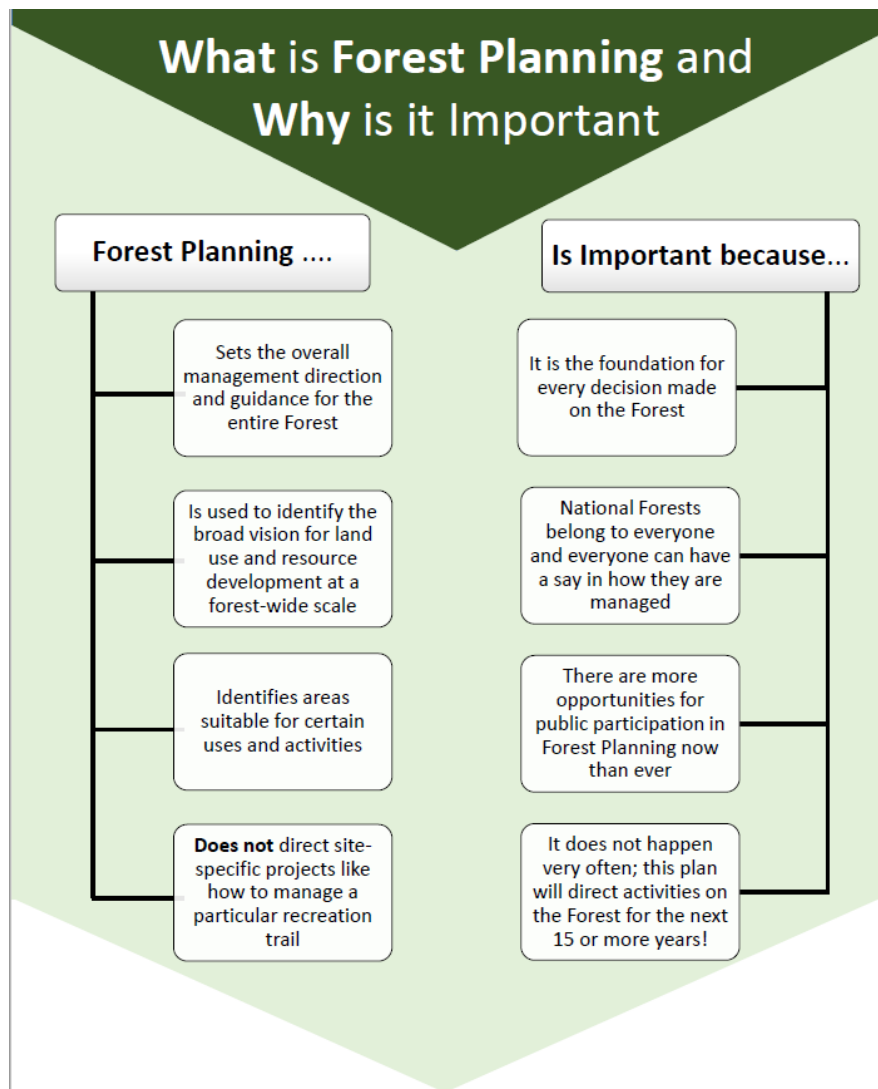 What is Forest Planning and
Why is it Important
Forest Planning ....
Sets the overall
management direction
and guidance for the
entire Forest
Is used to identify the
broad vision for land
use and resource
development at a
forest-wide scale
Identifies areas
suitable for certain
uses and activities
Does not direct site-
specific projects like
how to manage a
particular recreation
trail
Is Important because...
It is the foundation for
every decision made
on the Forest
National Forests
belong to everyone
and everyone can have
a say in how they are
managed
There are more
opportunities for
public participation in
Forest Planning now
than ever
It does not happen
very often; this plan
will direct activities on
the Forest for the next
15 or more years!